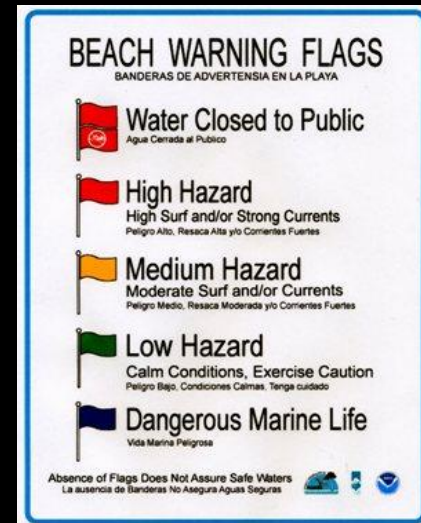 BEACH WARNING FLAGS
BANDERAS DE ADVERTENSIA EN LA PLAYA
Water Closed to Public
Agua Cerrada al Publico
High Hazard
High Surf and/or Strong Currents
Peligro Alto, Resaca Alta y/o Corrientes Fuertes
Medium Hazard
Moderate Surf and/or Currents
Peligro Medio, Resaca Moderada y/o Corrientes Fuertes
Low Hazard
Calm Conditions, Exercise Caution
Peligro Bajo, Condiciones Calmas, Tenga cuidado
Dangerous Marine Life
Vida Marina Peligrosa
Absence of Flags Does Not Assure Safe Waters
La ausencia de Banderas No Asegura Aguas Seguras